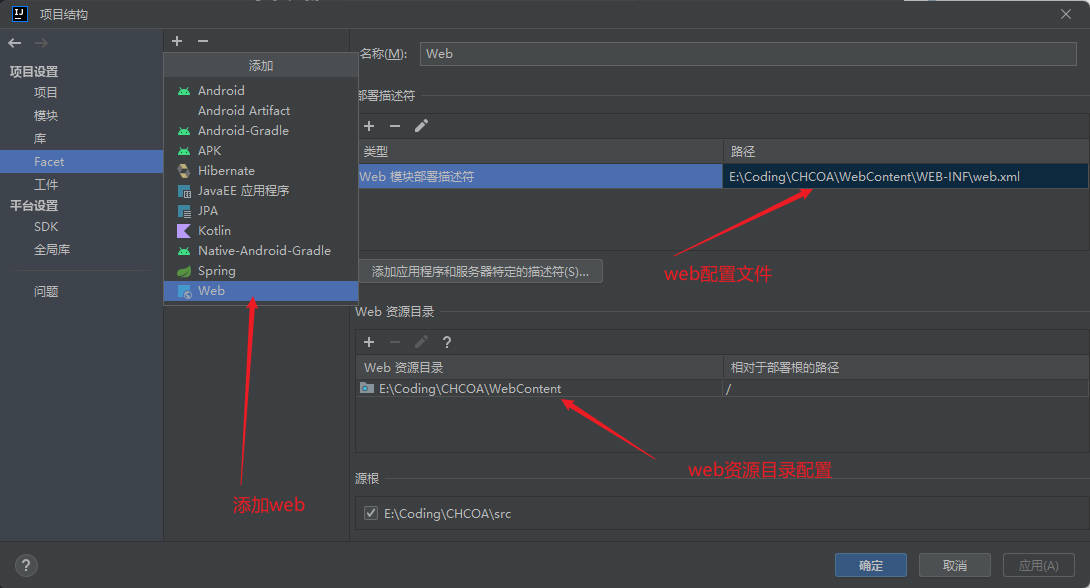 项目结构
项目设置
项目
模块
库
Facet
工件
平台设置
SDK
全局库
问题
添加
Android
Android Artifact
Android-Gradle
APK
Hibernate
JavaEE 应用程序
JPA
Kotlin
Native-Android-Gradle
Spring
Web
添加web
名称(M): Web
部署描述符
类型 路径
Web 模块部署描述符 E:\Coding\CHCOA\WebContent\WEB-INF\web.xml
web配置文件
添加应用程序和服务器特定的描述符(S)...
Web 资源目录
?
Web 资源目录 相对于部署根的路径
E:\Coding\CHCOA\WebContent /
web资源目录配置
源根
E:\Coding\CHCOA\src
? 确定 取消 应用(A)